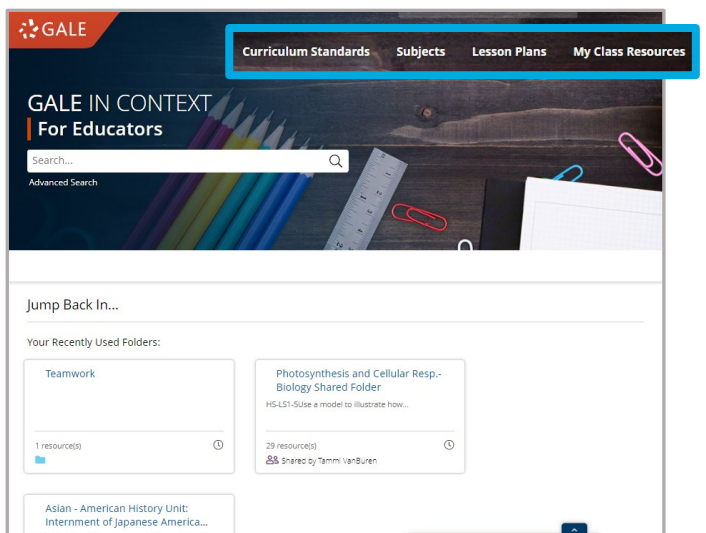 GALE
Curriculum Standards Subjects Lesson Plans My Class Resources
GALE IN CONTEXT
For Educators
Search...
Advanced Search
Jump Back In...
Your Recently Used Folders:
Teamwork
1 resource(s)
Photosynthesis and Cellular Resp.-
Biology Shared Folder
HS-LS1-5Use a model to illustrate how...
29 resource(s)
Shared by Tammi VanBuren
Asian - American History Unit:
Internment of Japanese America...